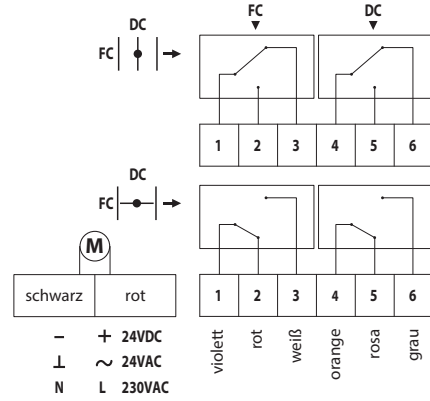 FC DC
DC
FC
1 2 3 4 5 6
DC
FC
M
schwarz rot
1 2 3 4 5 6
violett rot weiß orange rosa grau
− + 24VDC
⊥ ~ 24VAC
N L 230VAC